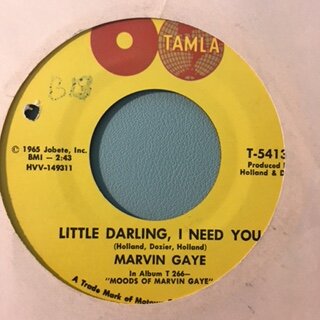 TAMLA
© 1965 Jobete, Inc.
BMI - 2:43
HVV-149311
T-5413
Produced
Holland & D
LITTLE DARLING, I NEED YOU
(Holland, Dozier, Holland)
MARVIN GAYE
In Album T 266—
"MOODS OF MARVIN GAYE"
A Trade Mark of Motown